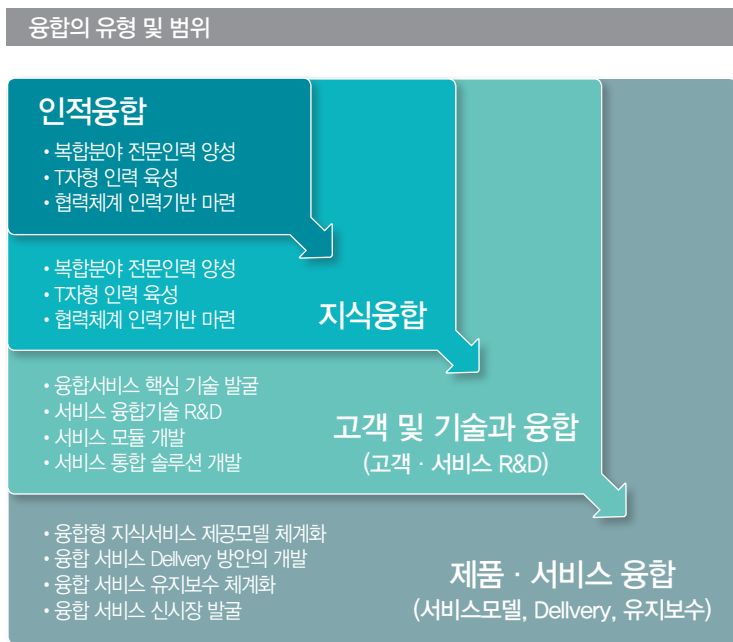 융합의 유형 및 범위
인적융합
• 복합분야 전문인력 양성
• T자형 인력 육성
• 협력체계 인력기반 마련
• 복합분야 전문인력 양성
• T자형 인력 육성
• 협력체계 인력기반 마련
지식융합
• 융합서비스 핵심 기술 발굴
• 서비스 융합기술 R&D
• 서비스 모듈 개발
• 서비스 통합 솔루션 개발
고객 및 기술과 융합
(고객 · 서비스 R&D)
• 융합형 지식서비스 제공모델 체계화
• 융합 서비스 Dellvery 방안의 개발
• 융합 서비스 유지보수 체계화
• 융합 서비스 신시장 발굴
제품 · 서비스 융합
(서비스모델, Dellvery, 유지보수)